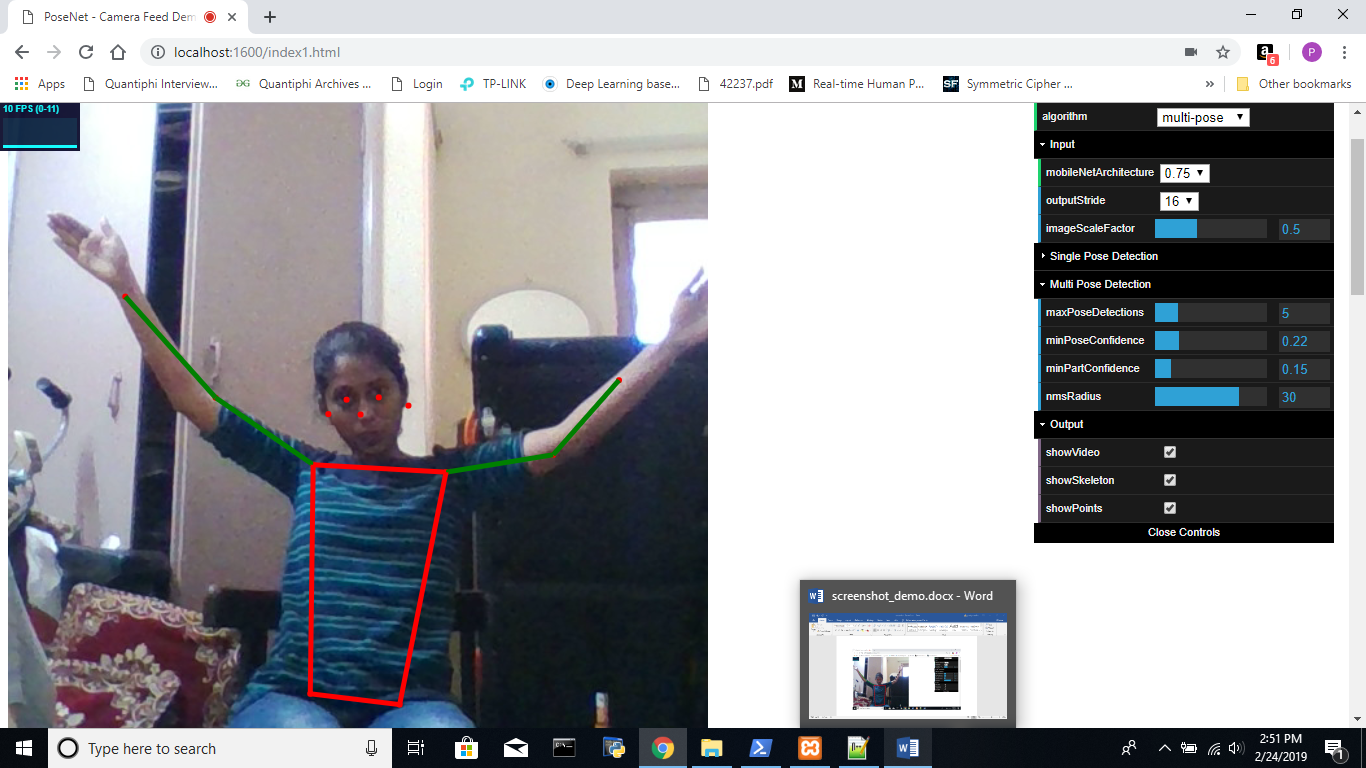 PoseNet - Camera Feed Dem
localhost:1600/index1.html
Apps
Quantiphi Interview...
Quantiphi Archives ...
Login
TP-LINK
Deep Learning base...
42237.pdf
Real-time Human P...
Symmetric Cipher ...
Other bookmarks
10 FPS (0-11)
algorithm multi-pose
Input
mobileNetArchitecture 0.75
outputStride 16
imageScaleFactor 0.5
Single Pose Detection
Multi Pose Detection
maxPoseDetections 5
minPoseConfidence 0.22
minPartConfidence 0.15
nmsRadius 30
Output
showVideo
showSkeleton
showPoints
Close Controls
screenshot_demo.docx - Word
Type here to search
2:51 PM
2/24/2019